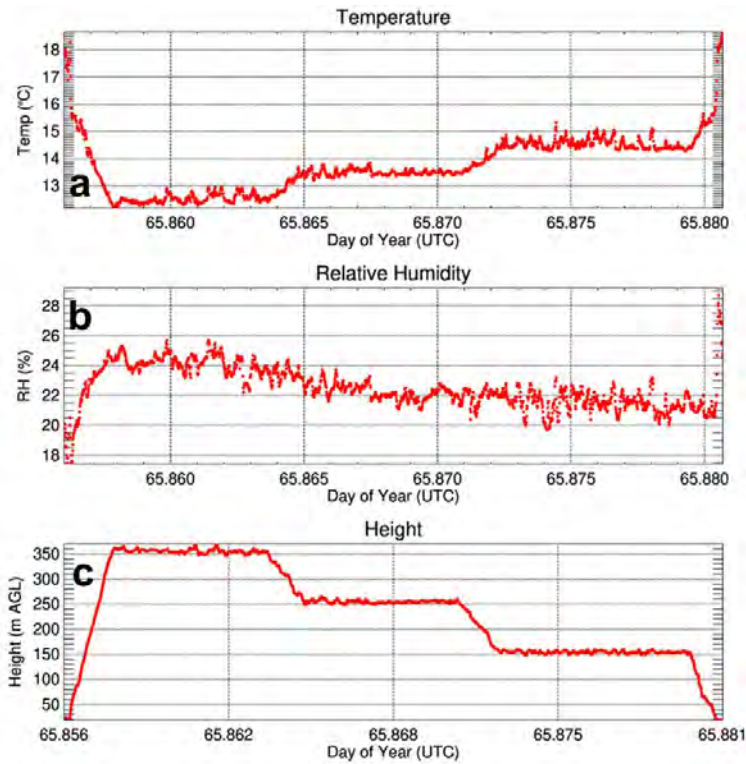 Temperature
18
17
16
15
14
13
Temp (°C)
a
65.860 65.865 65.870 65.875 65.880
Day of Year (UTC)
Relative Humidity
28
26
24
22
20
18
RH (%)
b
65.860 65.865 65.870 65.875 65.880
Day of Year (UTC)
Height
350
300
250
200
150
100
50
Height (m AGL)
c
65.856 65.862 65.868 65.875 65.881
Day of Year (UTC)